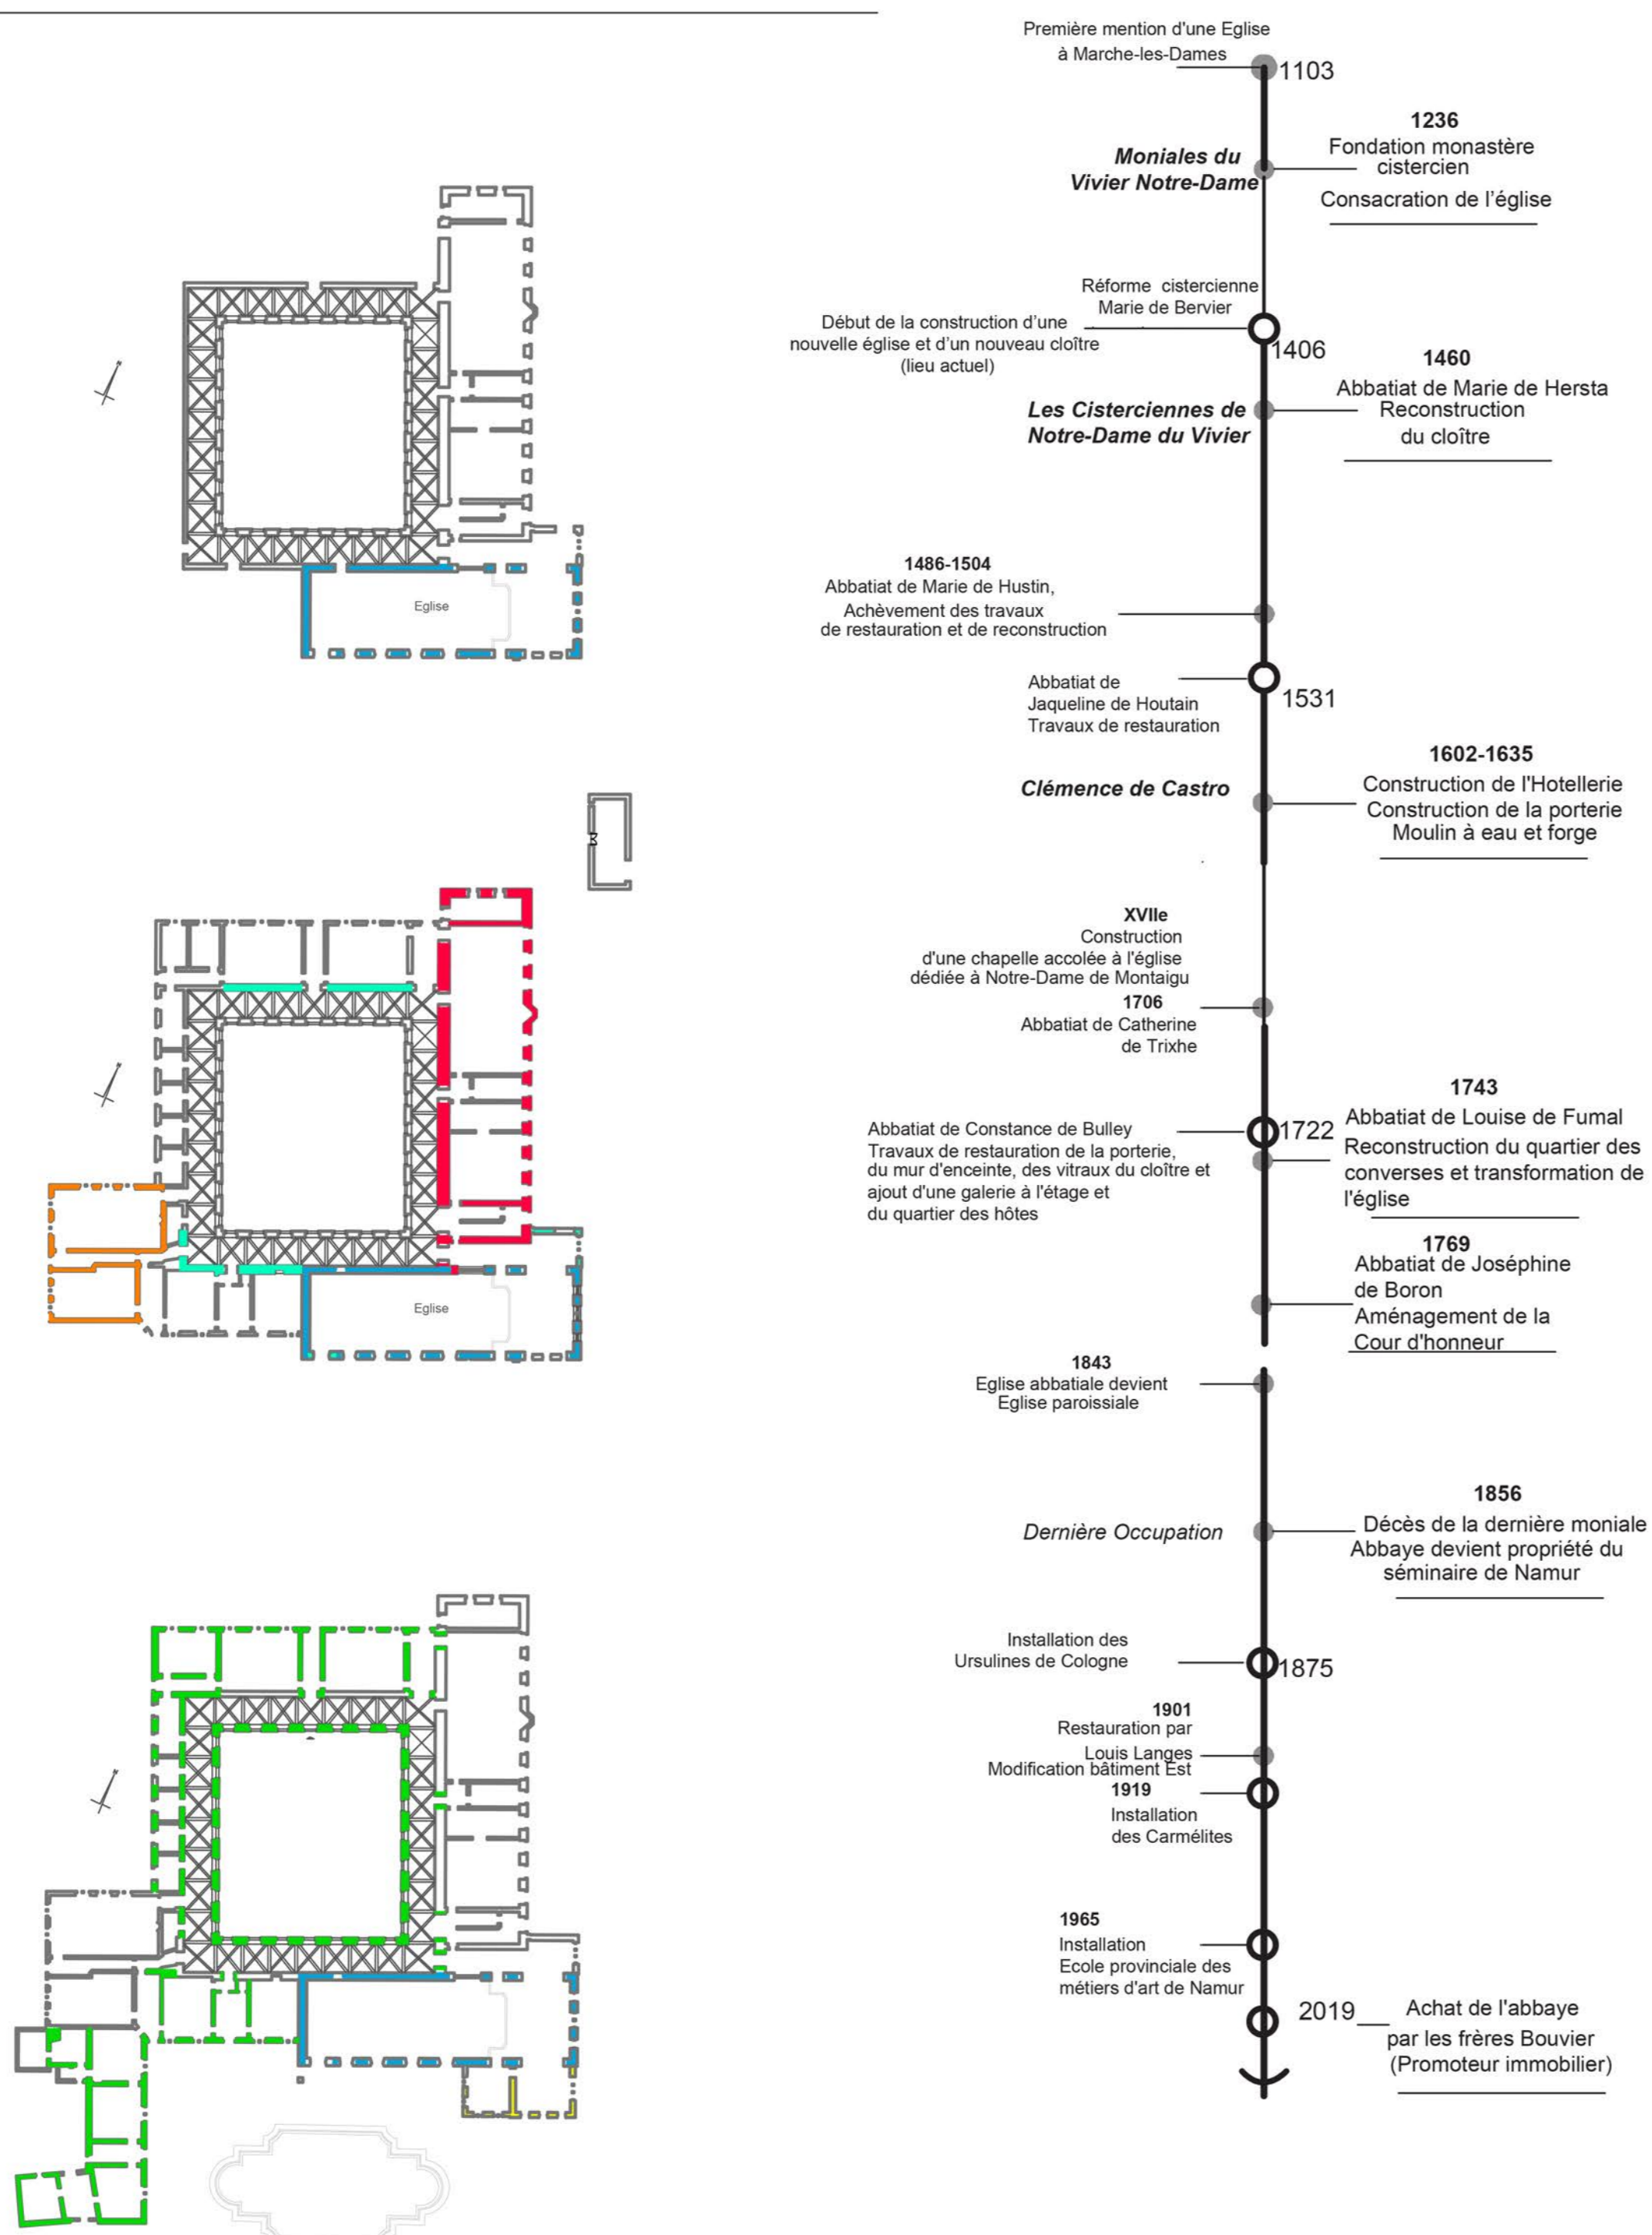 Première mention d'une Eglise
à Marche-les-Dames
1103
1236
Fondation monastère
cistercien
Consacration de l'église
Moniales du
Vivier Notre-Dame
Réforme cistercienne
Marie de Bervier
Début de la construction d'une
nouvelle église et d'un nouveau cloître
(lieu actuel)
1406
1460
Abbatiat de Marie de Hersta
Reconstruction
du cloître
Les Cisterciennes de
Notre-Dame du Vivier
1486-1504
Abbatiat de Marie de Hustin,
Achèvement des travaux
de restauration et de reconstruction
Eglise
Abbatiat de
Jaqueline de Houtain
Travaux de restauration
1531
1602-1635
Construction de l'Hotellerie
Construction de la porterie
Moulin à eau et forge
Clémence de Castro
XVIIe
Construction
d'une chapelle accolée à l'église
dédiée à Notre-Dame de Montaigu
1706
Abbatiat de Catherine
de Trixhe
Abbatiat de Constance de Bulley
Travaux de restauration de la porterie,
du mur d'enceinte, des vitraux du cloître et
ajout d'une galerie à l'étage et
du quartier des hôtes
1722
1743
Abbatiat de Louise de Fumal
Reconstruction du quartier des
converses et transformation de
l'église
1769
Abbatiat de Joséphine
de Boron
Aménagement de la
Cour d'honneur
Eglise
1843
Eglise abbatiale devient
Eglise paroissiale
1856
Décès de la dernière moniale
Abbaye devient propriété du
séminaire de Namur
Dernière Occupation
Installation des
Ursulines de Cologne
1875
1901
Restauration par
Louis Langes
Modification bâtiment Est
1919
Installation
des Carmélites
1965
Installation
Ecole provinciale des
métiers d'art de Namur
2019
Achat de l'abbaye
par les frères Bouvier
(Promoteur immobilier)